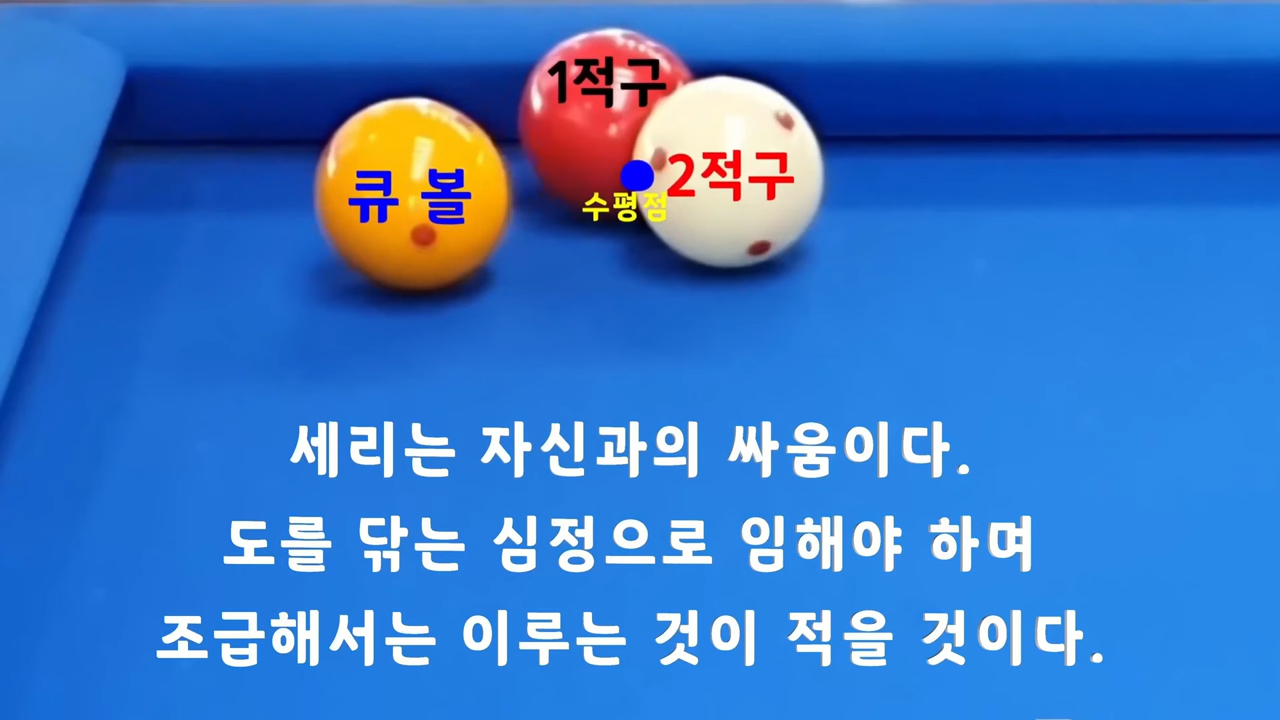 1적구
큐 볼
2적구
수평점
세리는 자신과의 싸움이다.
도를 닦는 심정으로 임해야 하며
조급해서는 이루는 것이 적을 것이다.